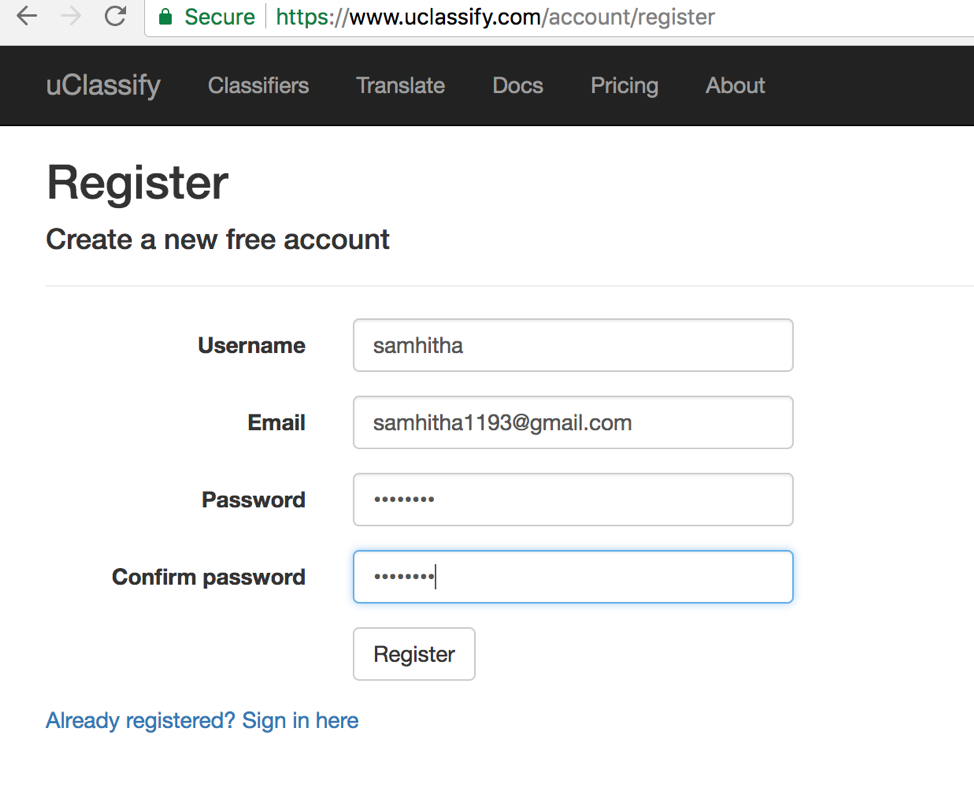 Secure https://www.uclassify.com/account/register
uClassify Classifiers Translate Docs Pricing About
Register
Create a new free account
Username samhitha
Email samhitha1193@gmail.com
Password ••••••••
Confirm password ••••••••
Register
Already registered? Sign in here